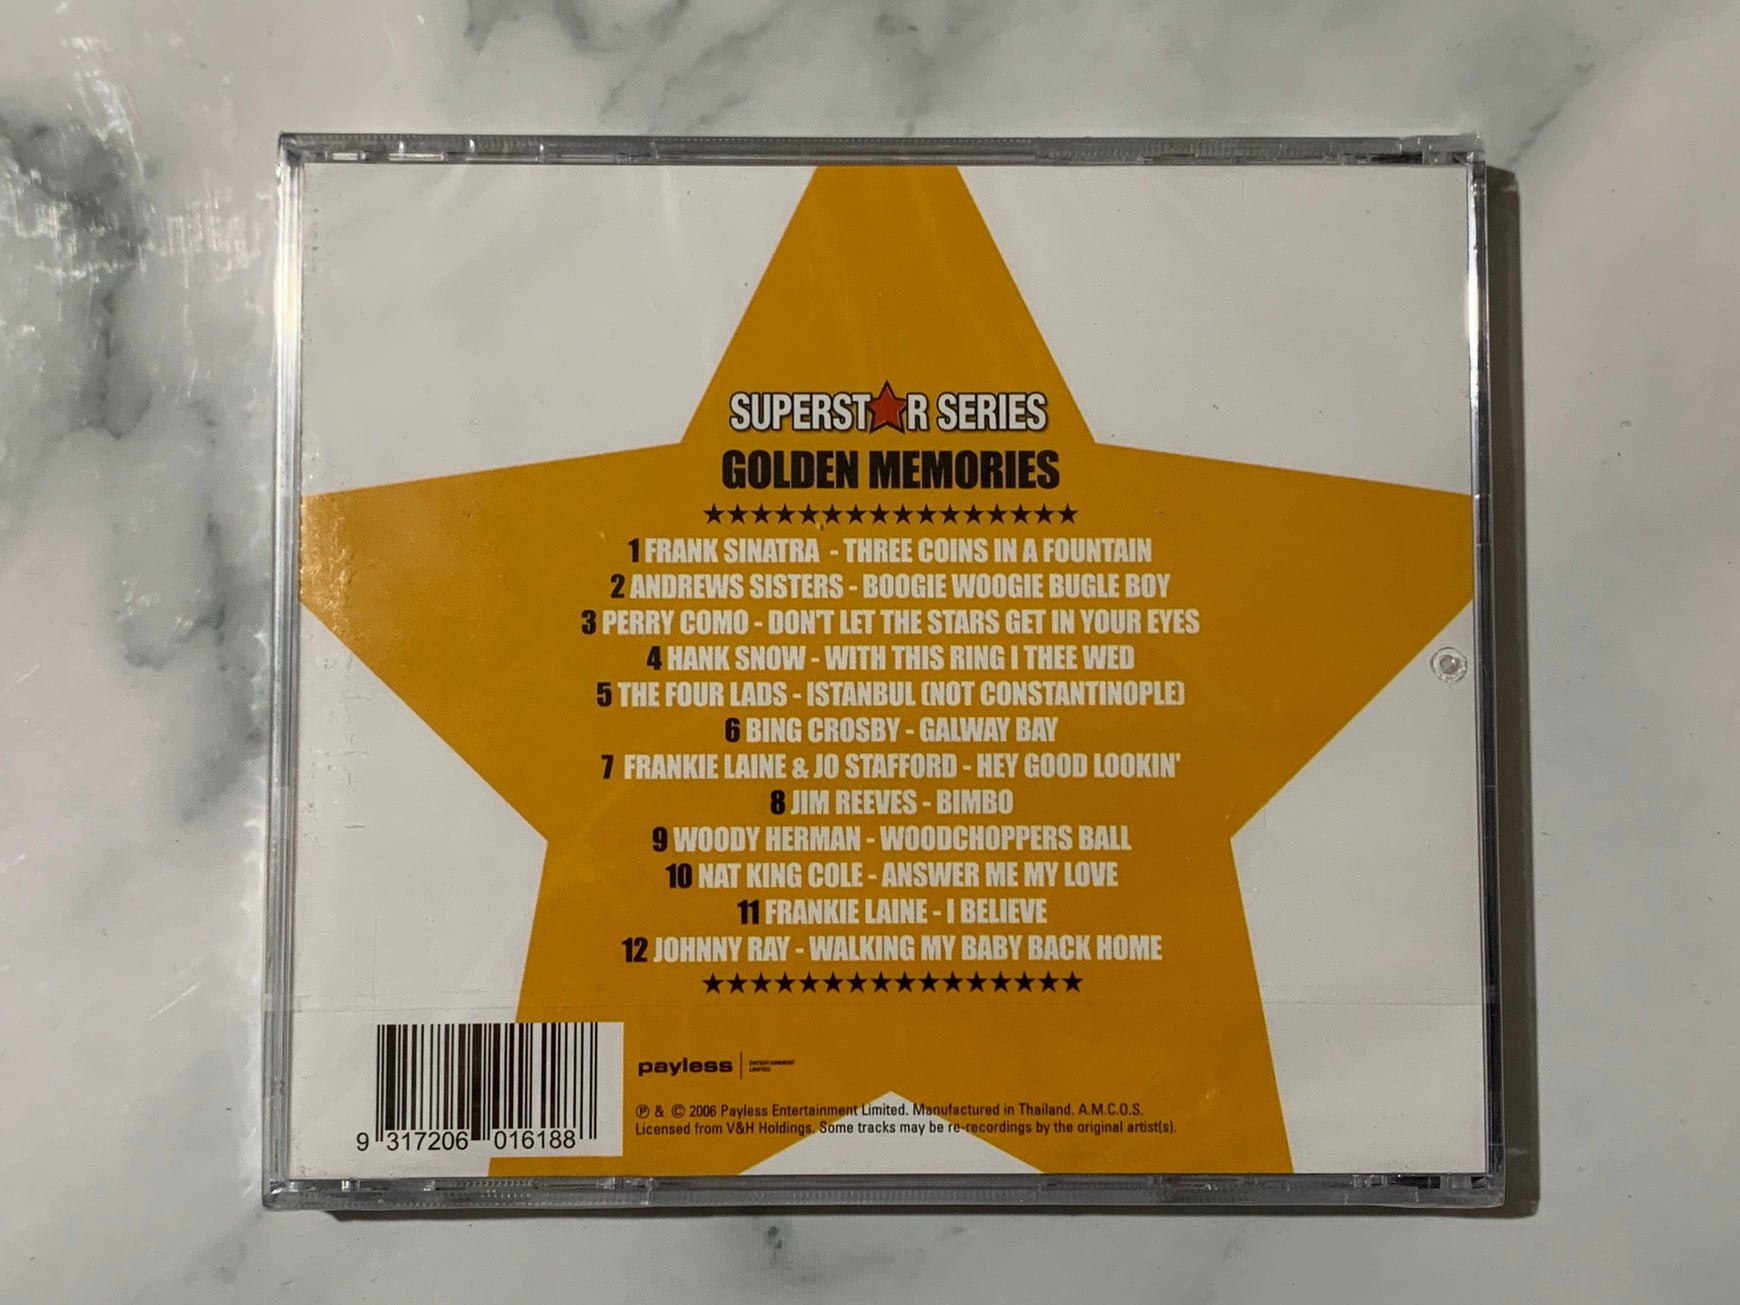 SUPERST★R SERIES
GOLDEN MEMORIES
1 FRANK SINATRA - THREE COINS IN A FOUNTAIN
2 ANDREWS SISTERS - BOOGIE WOOGIE BUGLE BOY
3 PERRY COMO - DON'T LET THE STARS GET IN YOUR EYES
4 HANK SNOW - WITH THIS RING I THEE WED
5 THE FOUR LADS - ISTANBUL (NOT CONSTANTINOPLE)
6 BING CROSBY - GALWAY BAY
7 FRANKIE LAINE & JO STAFFORD - HEY GOOD LOOKIN'
8 JIM REEVES - BIMBO
9 WOODY HERMAN - WOODCHOPPERS BALL
10 NAT KING COLE - ANSWER ME MY LOVE
11 FRANKIE LAINE - I BELIEVE
12 JOHNNY RAY - WALKING MY BABY BACK HOME
payless ENTERTAINMENT
LIMITED
℗ & © 2006 Payless Entertainment Limited. Manufactured in Thailand. A.M.C.O.S.
Licensed from V&H Holdings. Some tracks may be re-recordings by the original artist(s).
9 317206 016188